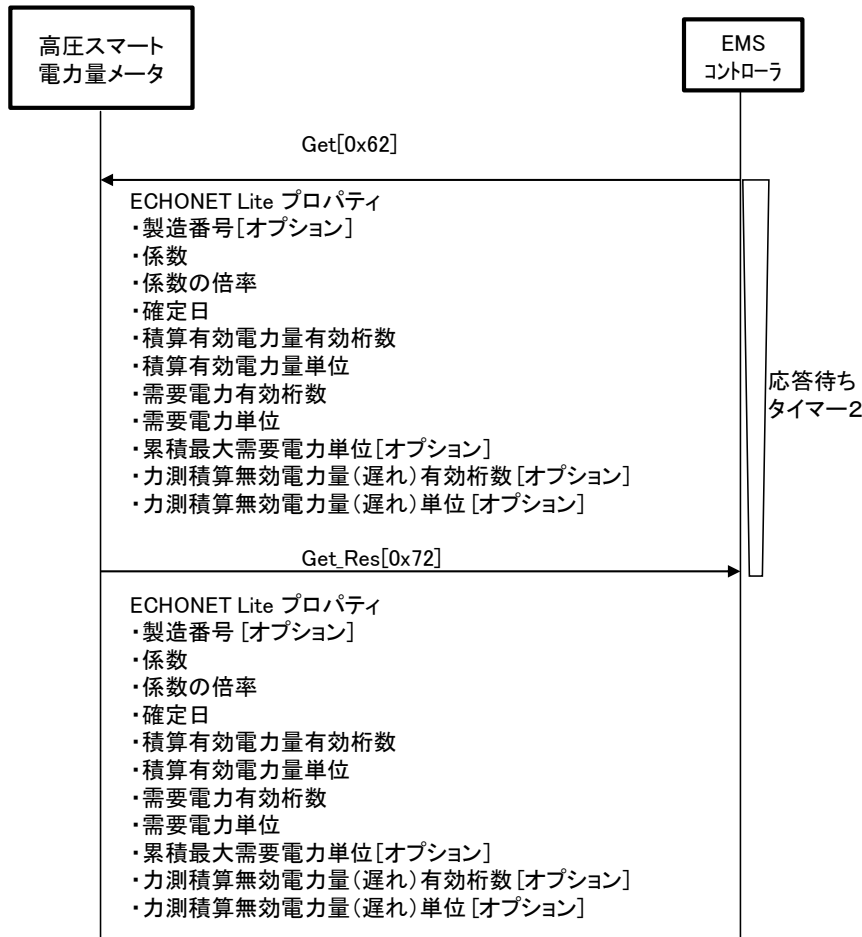 高圧スマート
電力量メータ
EMS
コントローラ
Get[0x62]
ECHONET Lite プロパティ
・製造番号[オプション]
・係数
・係数の倍率
・確定日
・積算有効電力量有効桁数
・積算有効電力量単位
・需要電力有効桁数
・需要電力単位
・累積最大需要電力単位[オプション]
・力測積算無効電力量(遅れ)有効桁数[オプション]
・力測積算無効電力量(遅れ)単位[オプション]
応答待ち
タイマー2
Get_Res[0x72]
ECHONET Lite プロパティ
・製造番号[オプション]
・係数
・係数の倍率
・確定日
・積算有効電力量有効桁数
・積算有効電力量単位
・需要電力有効桁数
・需要電力単位
・累積最大需要電力単位[オプション]
・力測積算無効電力量(遅れ)有効桁数[オプション]
・力測積算無効電力量(遅れ)単位[オプション]